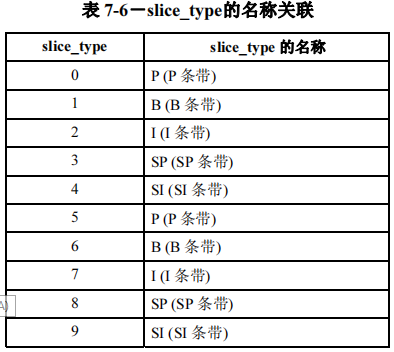 表 7-6－slice_type的名称关联
slice_type slice_type 的名称
0 P (P 条带)
1 B (B 条带)
2 I (I 条带)
3 SP (SP 条带)
4 SI (SI 条带)
5 P (P 条带)
6 B (B 条带)
7 I (I 条带)
8 SP (SP 条带)
9 SI (SI 条带)